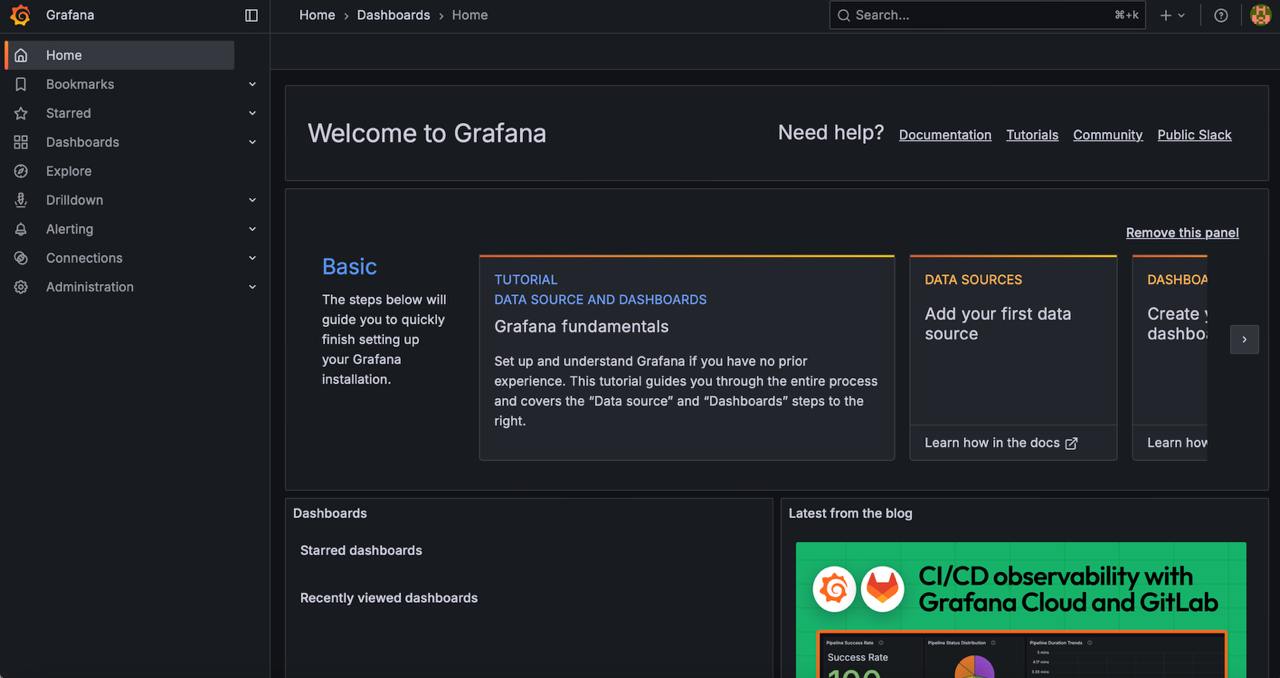 Grafana
Home
Dashboards
Home
Search...
⌘+k
Home
Bookmarks
Starred
Dashboards
Explore
Drilldown
Alerting
Connections
Administration
Welcome to Grafana
Need help?
Documentation
Tutorials
Community
Public Slack
Remove this panel
Basic
The steps below will
guide you to quickly
finish setting up
your Grafana
installation.
TUTORIAL
DATA SOURCE AND DASHBOARDS
Grafana fundamentals
Set up and understand Grafana if you have no prior
experience. This tutorial guides you through the entire process
and covers the “Data source” and “Dashboards” steps to the
right.
DATA SOURCES
Add your first data
source
Learn how in the docs
DASHBOA
Create
dashboa
Learn how
Dashboards
Starred dashboards
Recently viewed dashboards
Latest from the blog
CI/CD observability with
Grafana Cloud and GitLab
Pipeline Success Rate
Pipeline Status Distribution
Pipeline Duration Trends
Success Rate
100
5 mins